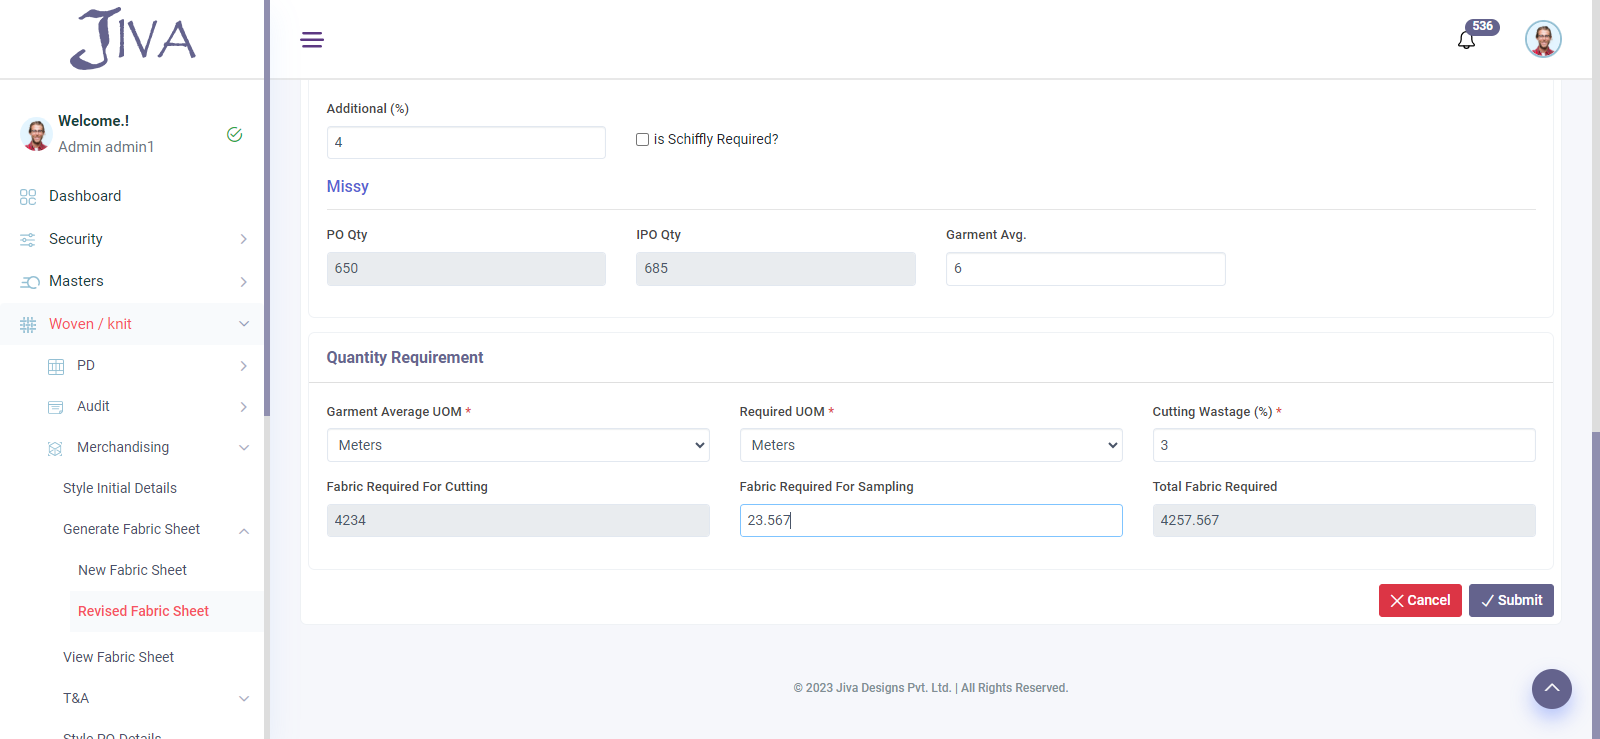 JIVA
536
Welcome.!
Admin admin1
Dashboard
Security
Masters
Woven / knit
PD
Audit
Merchandising
Style Initial Details
Generate Fabric Sheet
New Fabric Sheet
Revised Fabric Sheet
View Fabric Sheet
T&A
Style PO Details
Additional (%)
4
is Schiffly Required?
Missy
PO Qty IPO Qty Garment Avg.
650 685 6
Quantity Requirement
Garment Average UOM * Required UOM * Cutting Wastage (%) *
Meters Meters 3
Fabric Required For Cutting Fabric Required For Sampling Total Fabric Required
4234 23.567 4257.567
Cancel Submit
© 2023 Jiva Designs Pvt. Ltd. | All Rights Reserved.